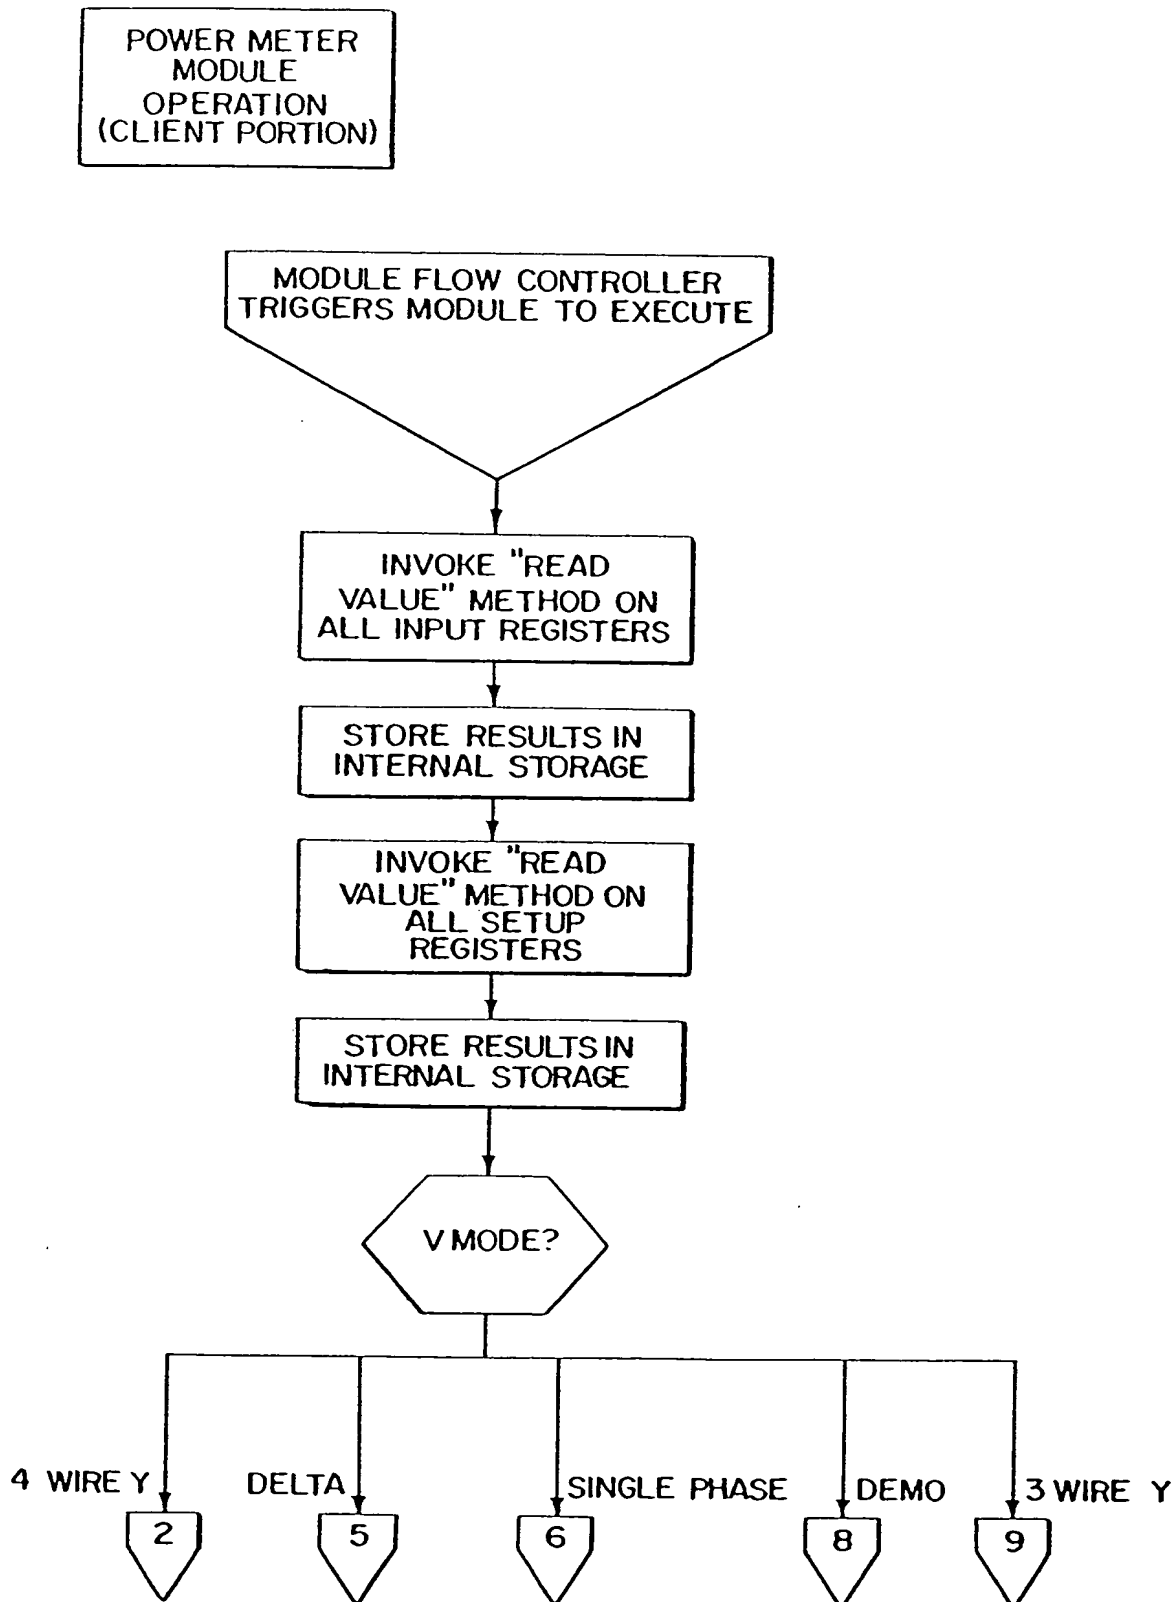 POWER METER
MODULE
OPERATION
(CLIENT PORTION)
MODULE FLOW CONTROLLER
TRIGGERS MODULE TO EXECUTE
INVOKE "READ
VALUE" METHOD ON
ALL INPUT REGISTERS
STORE RESULTS IN
INTERNAL STORAGE
INVOKE "READ
VALUE" METHOD ON
ALL SETUP
REGISTERS
STORE RESULTS IN
INTERNAL STORAGE
V MODE?
4 WIRE Y
DELTA
SINGLE PHASE
DEMO
3 WIRE Y
2
5
6
8
9